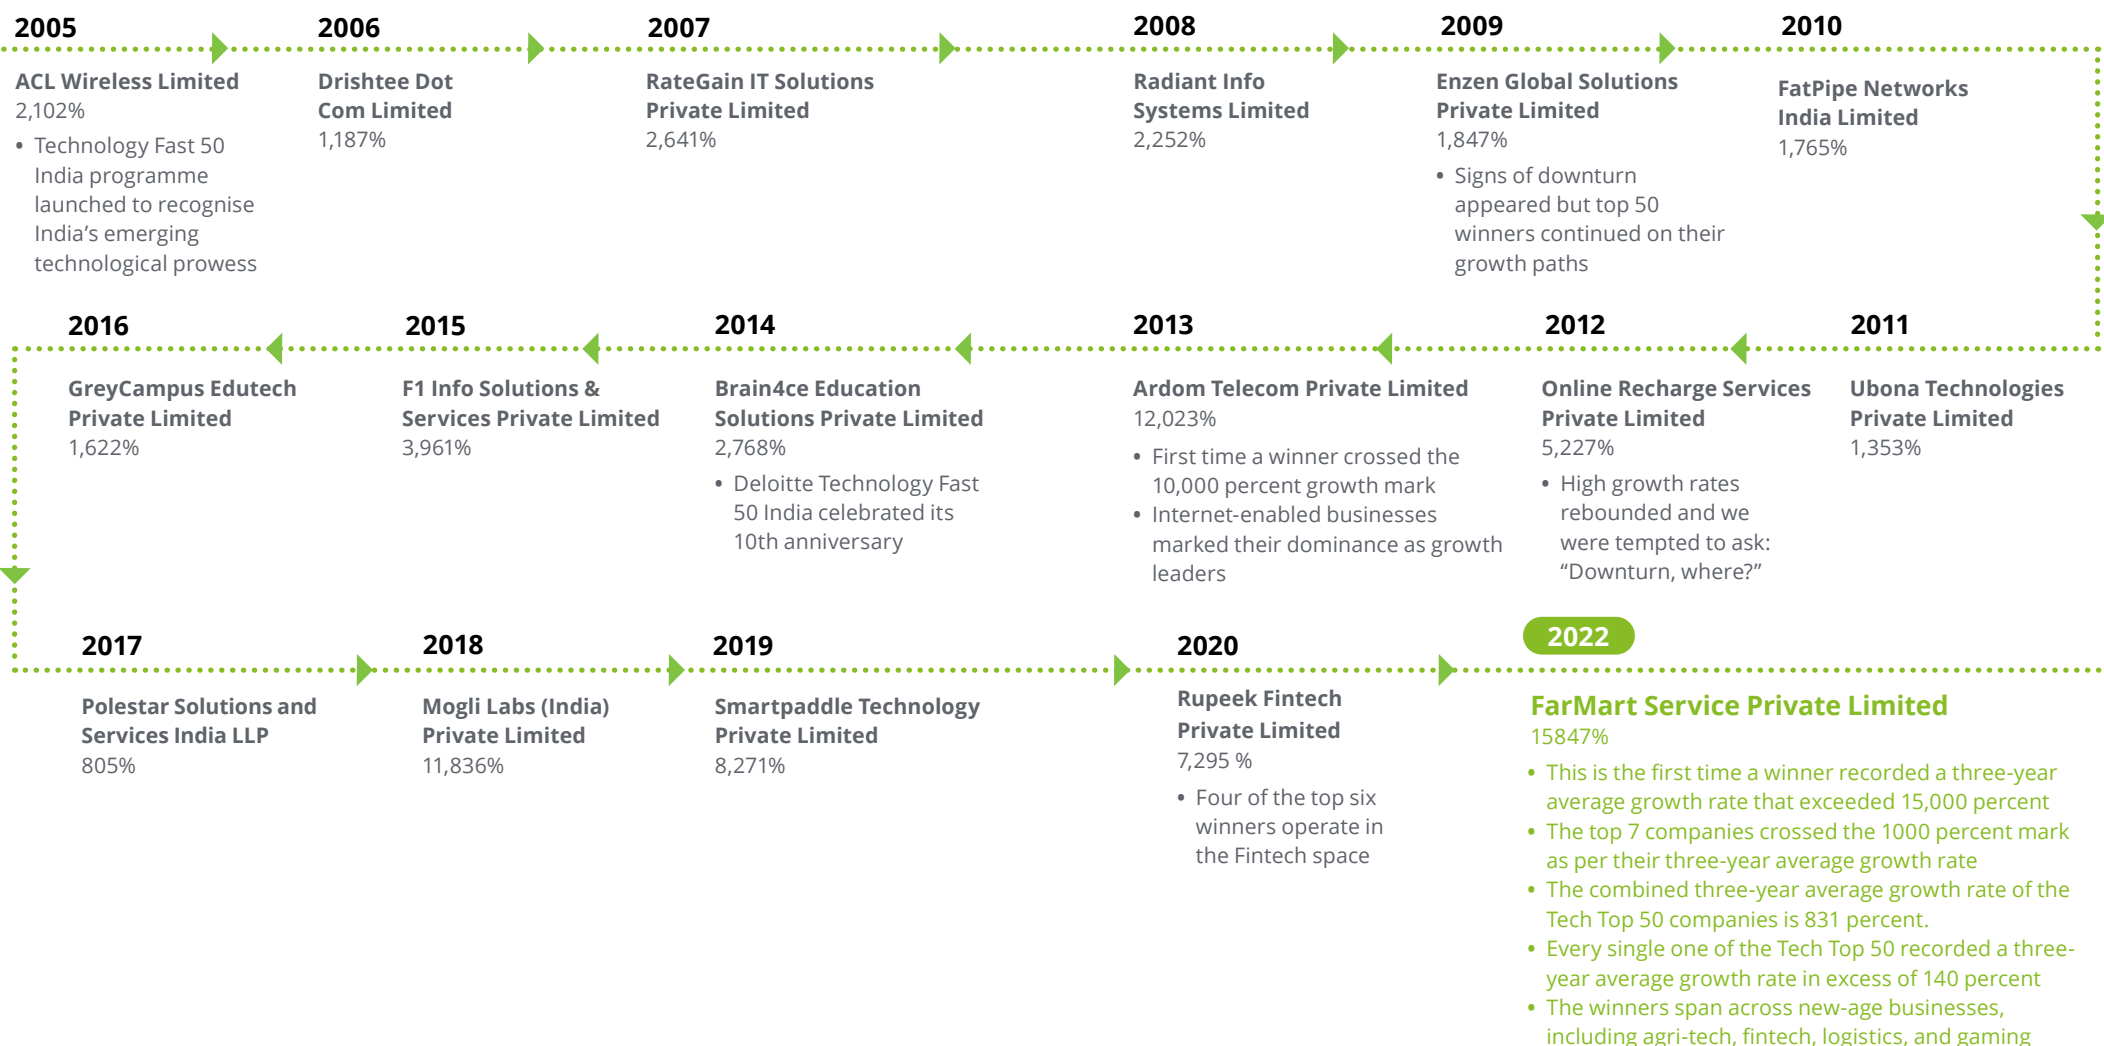 2005
ACL Wireless Limited
2,102%
• Technology Fast 50
India programme
launched to recognise
India's emerging
technological prowess
2006
Drishtee Dot
Com Limited
1,187%
2007
RateGain IT Solutions
Private Limited
2,641%
2008
Radiant Info
Systems Limited
2,252%
2009
Enzen Global Solutions
Private Limited
1,847%
• Signs of downturn
appeared but top 50
winners continued on their
growth paths
2010
FatPipe Networks
India Limited
1,765%
2011
Ubona Technologies
Private Limited
1,353%
2012
Online Recharge Services
Private Limited
5,227%
• High growth rates
rebounded and we
were tempted to ask:
“Downturn, where?”
2013
Ardom Telecom Private Limited
12,023%
• First time a winner crossed the
10,000 percent growth mark
• Internet-enabled businesses
marked their dominance as growth
leaders
2014
Brain4ce Education
Solutions Private Limited
2,768%
• Deloitte Technology Fast
50 India celebrated its
10th anniversary
2015
F1 Info Solutions &
Services Private Limited
3,961%
2016
GreyCampus Edutech
Private Limited
1,622%
2017
Polestar Solutions and
Services India LLP
805%
2018
Mogli Labs (India)
Private Limited
11,836%
2019
Smartpaddle Technology
Private Limited
8,271%
2020
Rupeek Fintech
Private Limited
7,295 %
• Four of the top six
winners operate in
the Fintech space
2022
FarMart Service Private Limited
15847%
• This is the first time a winner recorded a three-year
average growth rate that exceeded 15,000 percent
• The top 7 companies crossed the 1000 percent mark
as per their three-year average growth rate
• The combined three-year average growth rate of the
Tech Top 50 companies is 831 percent.
• Every single one of the Tech Top 50 recorded a three-
year average growth rate in excess of 140 percent
• The winners span across new-age businesses,
including agri-tech, fintech, logistics, and gaming